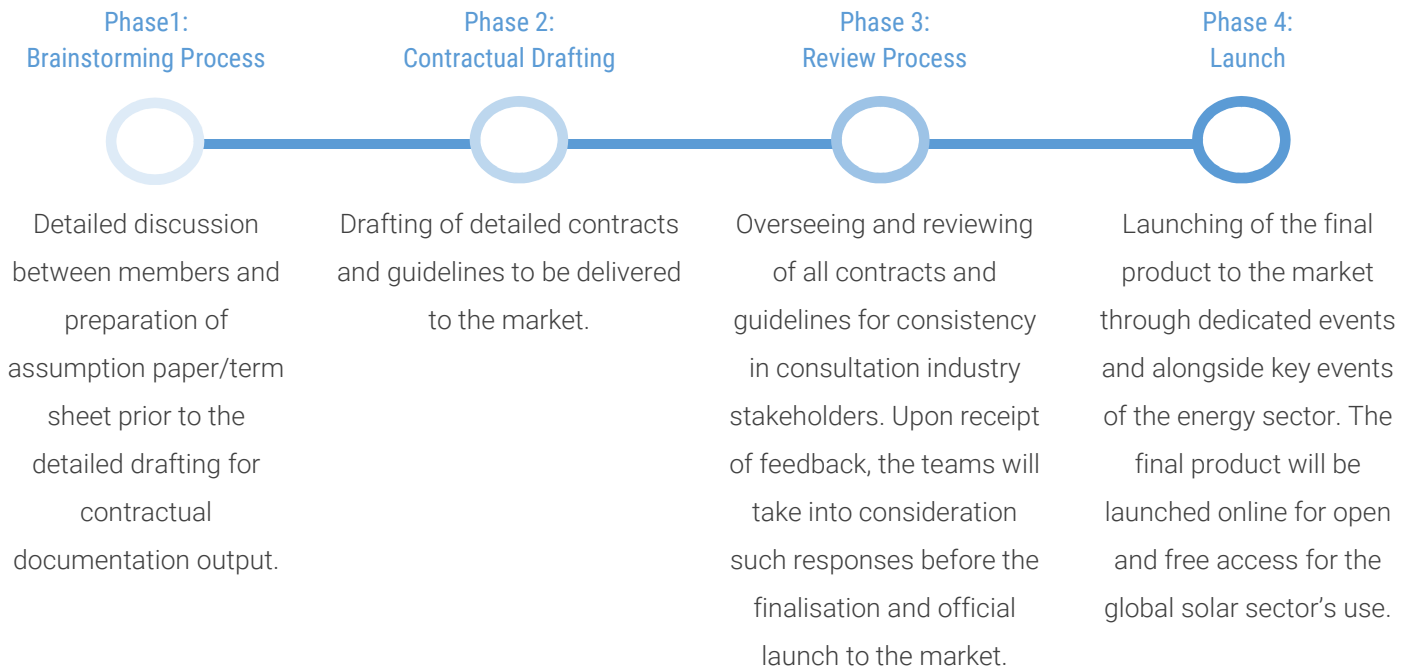 Phase1:
Brainstorming Process
Detailed discussion
between members and
preparation of
assumption paper/term
sheet prior to the
detailed drafting for
contractual
documentation output.
Phase 2:
Contractual Drafting
Drafting of detailed contracts
and guidelines to be delivered
to the market.
Phase 3:
Review Process
Overseeing and reviewing
of all contracts and
guidelines for consistency
in consultation industry
stakeholders. Upon receipt
of feedback, the teams will
take into consideration
such responses before the
finalisation and official
launch to the market.
Phase 4:
Launch
Launching of the final
product to the market
through dedicated events
and alongside key events
of the energy sector. The
final product will be
launched online for open
and free access for the
global solar sector’s use.